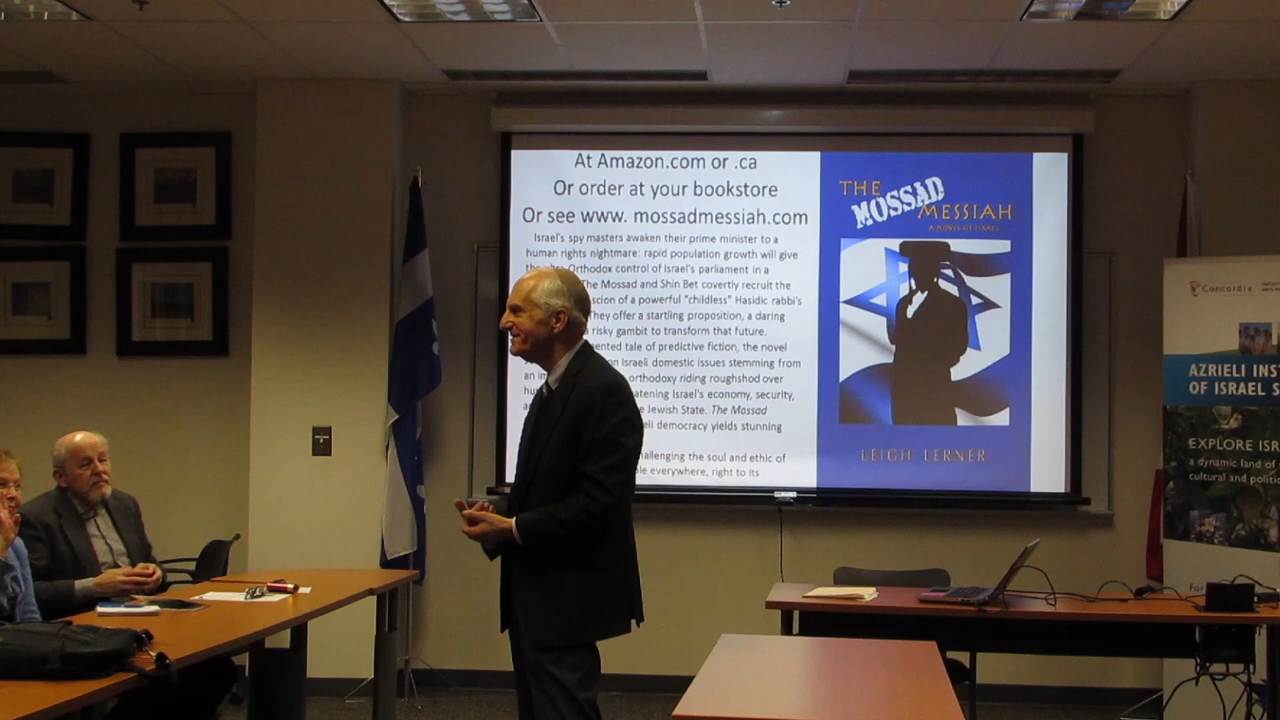 At Amazon.com or .ca
Or order at your bookstore
Or see www. mossadmessiah.com
Israel's spy masters awaken their prime minister to a
human rights nightmare: rapid population growth will give
Orthodox control of Israel's parliament in a
The Mossad and Shin Bet covertly recruit the
scion of a powerful "childless" Hasidic rabbi's
They offer a startling proposition, a daring
risky gambit to transform that future.
tale of predictive fiction, the novel
on Israeli domestic issues stemming from
an orthodoxy riding roughshod over
Israel's economy, security,
Jewish State. The Mossad
democracy yields stunning
challenging the soul and ethic of
everywhere, right to its
THE
MOSSAD
MESSIAH
A NOVEL OF ISRAEL
LEIGH LERNER
Concordia
AZRIELI INS
OF ISRAEL S
EXPLORE ISR
a dynamic land of
cultural and politic